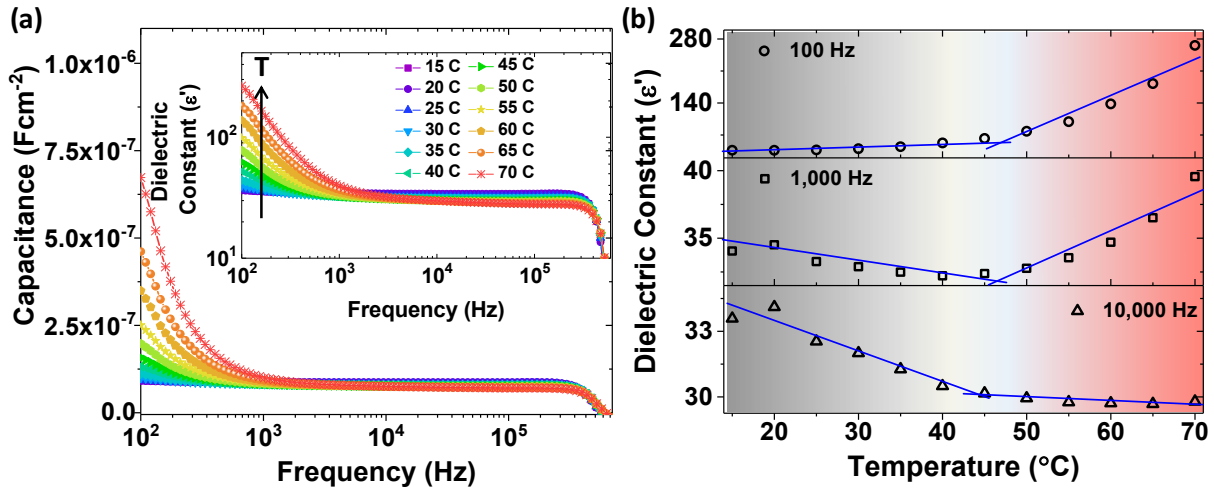 (a)
Capacitance (Fcm-2)
1.0x10-6
7.5x10-7
5.0x10-7
2.5x10-7
0.0
102
103
104
105
Frequency (Hz)
Dielectric
Constant (ε')
102
101
T
15 C
20 C
25 C
30 C
35 C
40 C
45 C
50 C
55 C
60 C
65 C
70 C
102
103
104
105
Frequency (Hz)
(b)
Dielectric Constant (ε')
280
140
100 Hz
40
35
1,000 Hz
33
30
10,000 Hz
20
30
40
50
60
70
Temperature (°C)